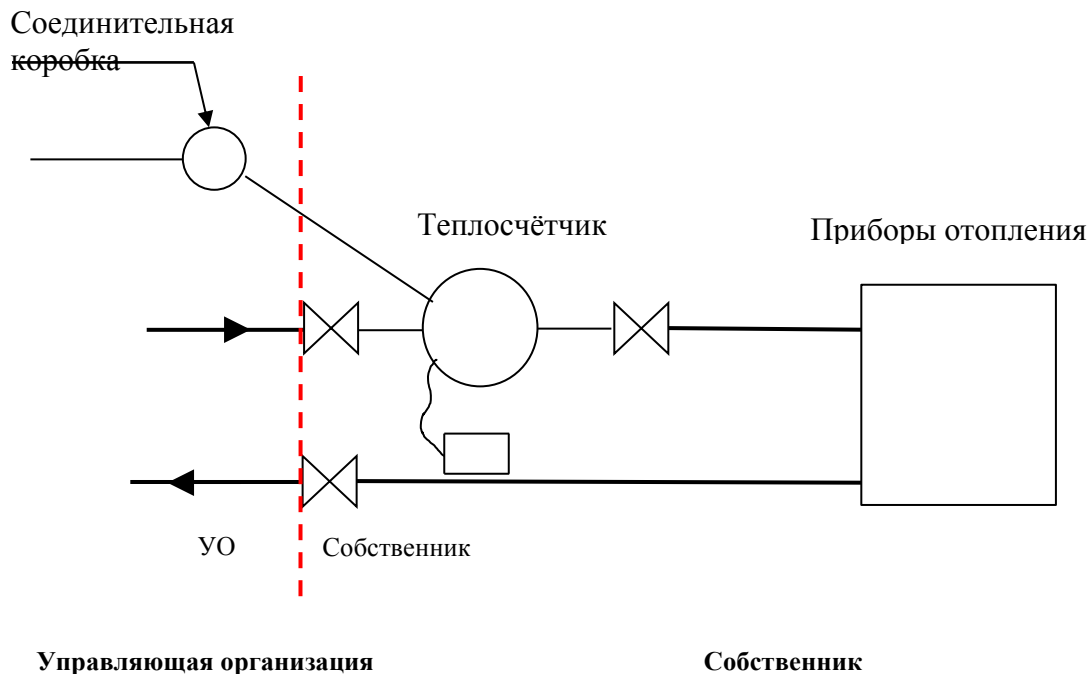 Соединительная
коробка
Теплосчётчик
Приборы отопления
УО
Собственник
Управляющая организация
Собственник